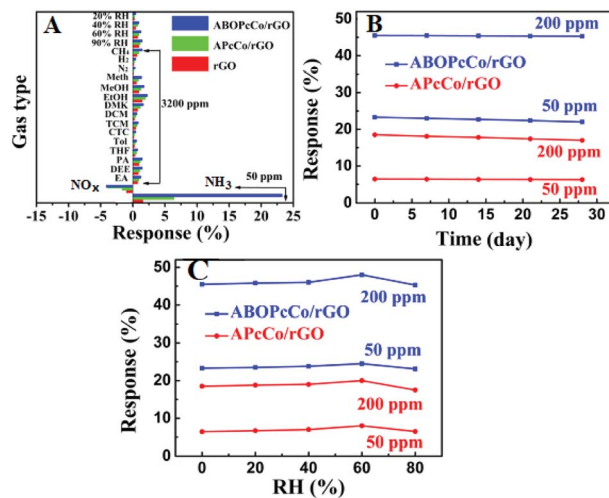 A
20% RH
40% RH
60% RH
90% RH
CH4
H2
N2
Meth
MeOH
EtOH
DMK
DCM
TCM
CTC
Tol
THF
PA
DEE
EA
NOx
NH3
ABOPcCo/rGO
APcCo/rGO
rGO
3200 ppm
50 ppm
Gas type
-15 -10 -5 0 5 10 15 20 25
Response (%)
B
200 ppm
ABOPcCo/rGO
APcCo/rGO
50 ppm
200 ppm
50 ppm
Response (%)
50
40
30
20
10
0
0 5 10 15 20 25 30
Time (day)
C
200 ppm
ABOPcCo/rGO
APcCo/rGO
50 ppm
200 ppm
50 ppm
Response (%)
50
40
30
20
10
0
0 20 40 60 80
RH (%)